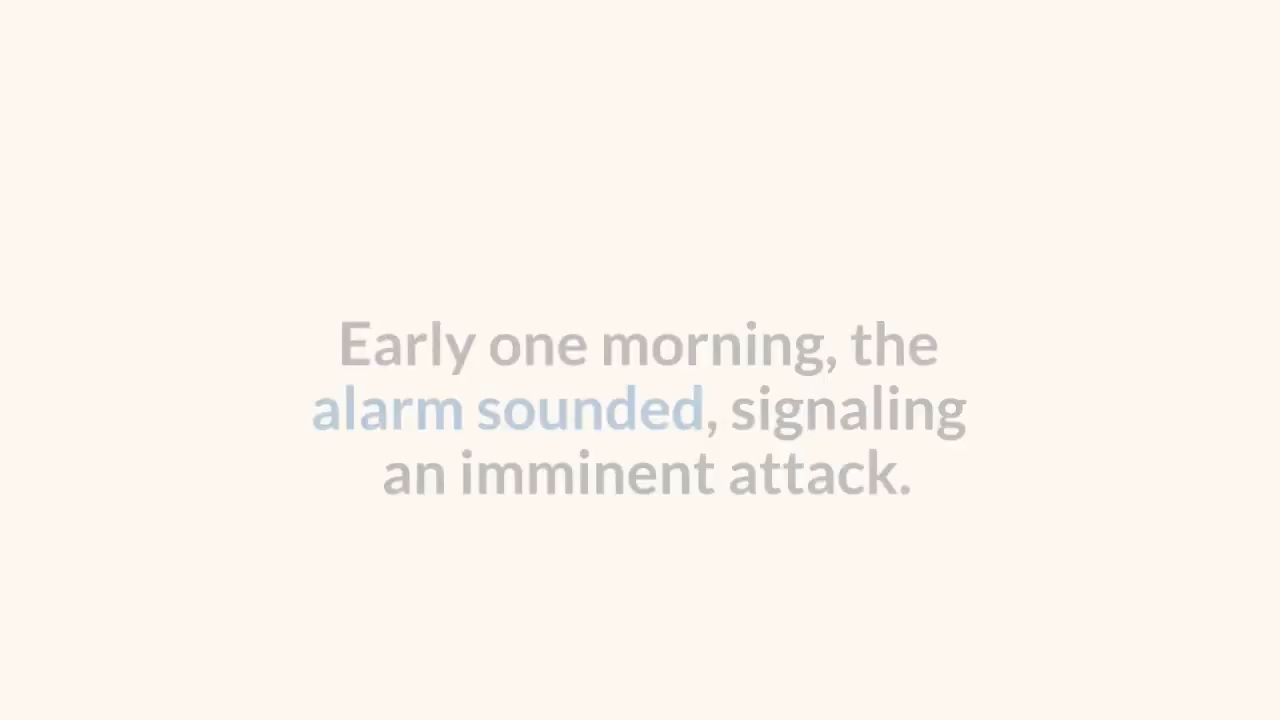 Early one morning, the
alarm sounded, signaling
an imminent attack.